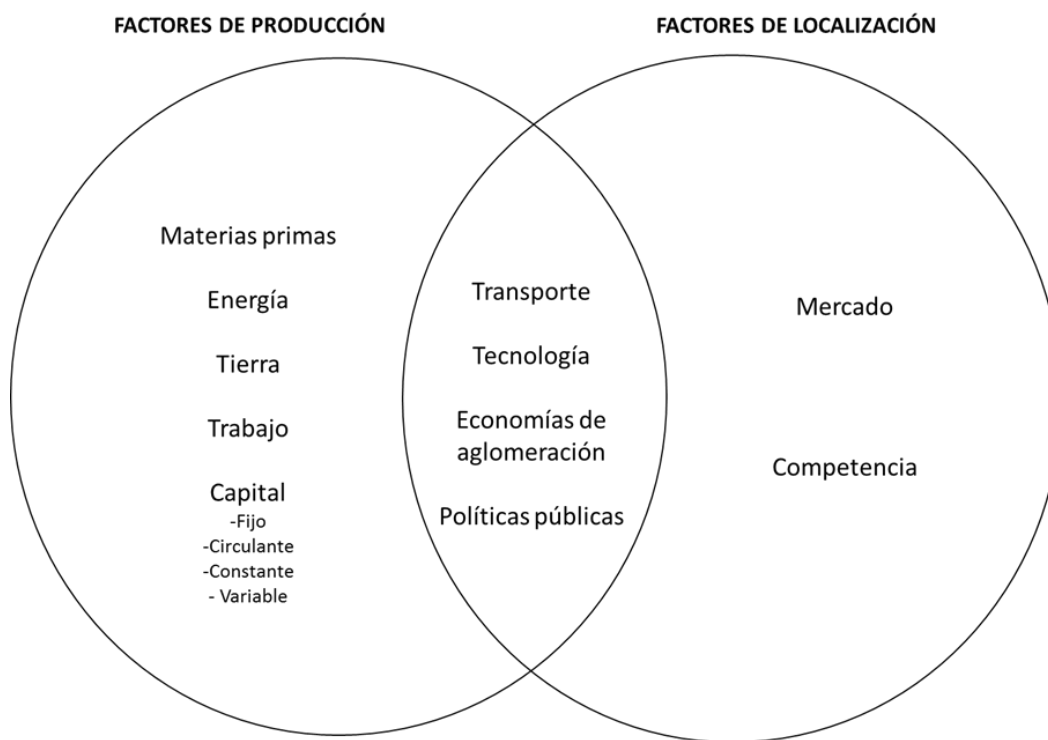 FACTORES DE PRODUCCIÓN
FACTORES DE LOCALIZACIÓN
Materias primas
Energía
Tierra
Trabajo
Capital
-Fijo
-Circulante
-Constante
- Variable
Transporte
Tecnología
Economías de
aglomeración
Políticas públicas
Mercado
Competencia